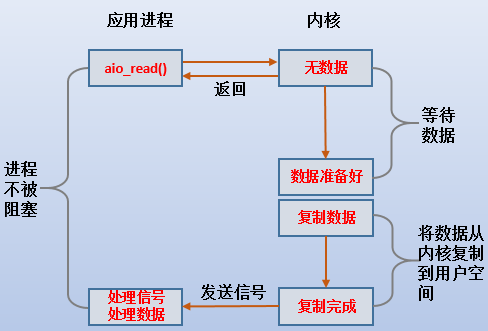 应用进程
内核
aio_read()
无数据
返回
等待
数据
进程
不被
阻塞
数据准备好
复制数据
将数据从
内核复制
到用户空
间
发送信号
处理信号
处理数据
复制完成